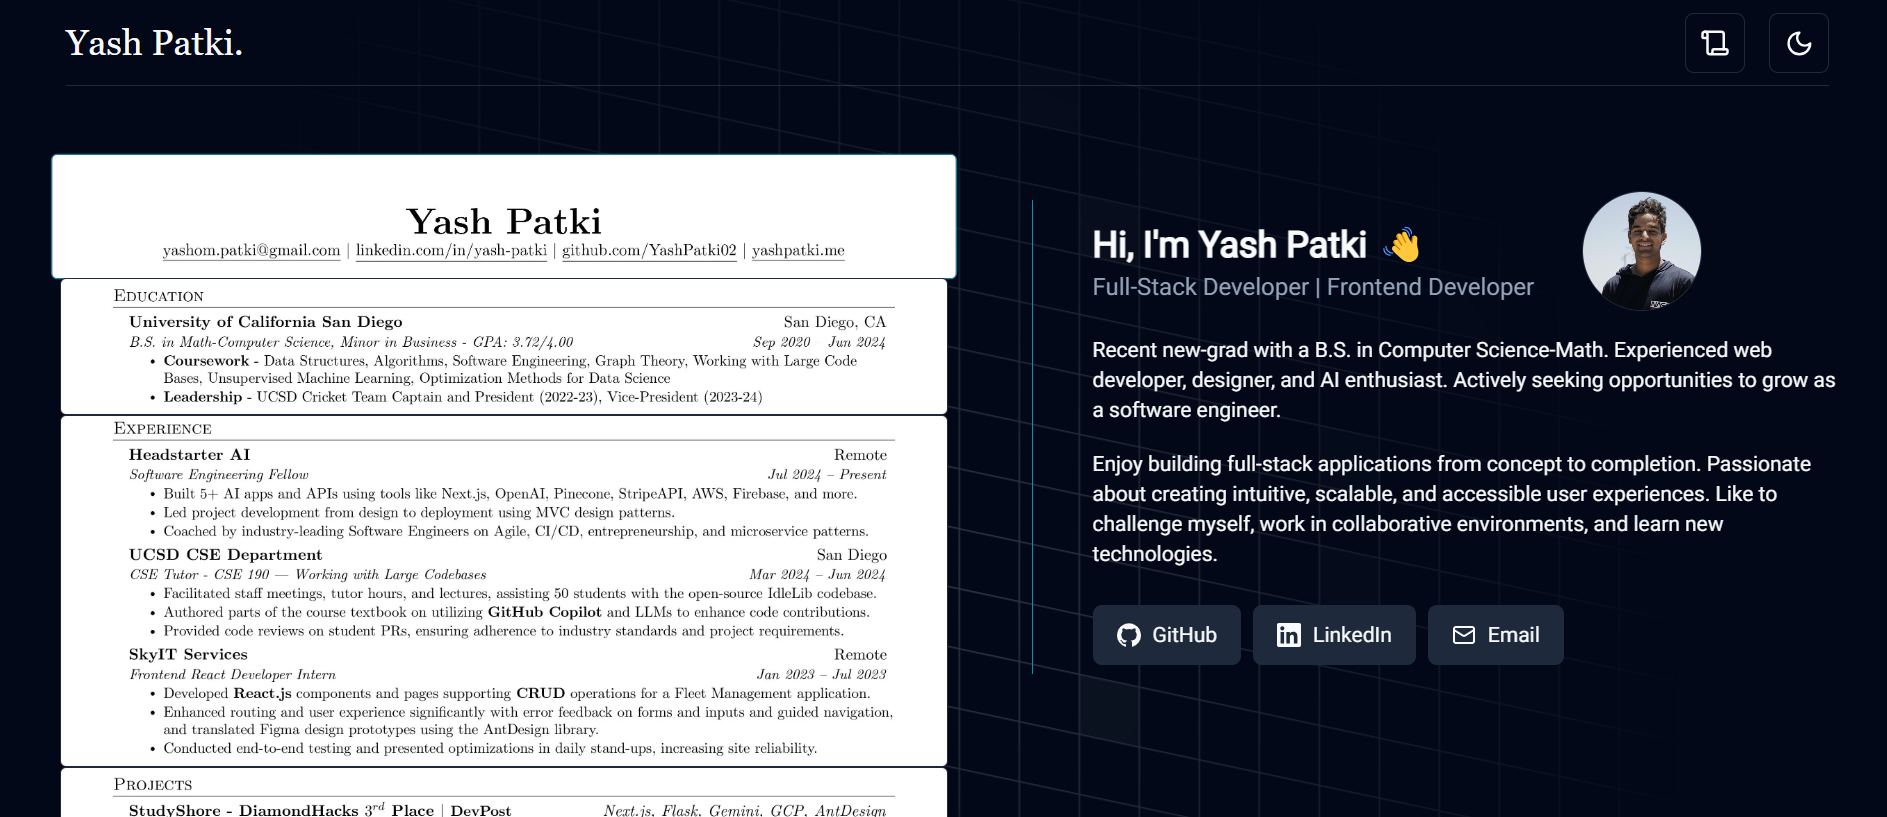 Yash Patki.
Yash Patki
yashom.patki@gmail.com | linkedin.com/in/yash-patki | github.com/YashPatki02 | yashpatki.me
Education
University of California San Diego San Diego, CA
B.S. in Math-Computer Science, Minor in Business - GPA: 3.72/4.00 Sep 2020 – Jun 2024
• Coursework - Data Structures, Algorithms, Software Engineering, Graph Theory, Working with Large Code
Bases, Unsupervised Machine Learning, Optimization Methods for Data Science
• Leadership - UCSD Cricket Team Captain and President (2022-23), Vice-President (2023-24)
Experience
Headstarter AI Remote
Software Engineering Fellow Jul 2024 – Present
• Built 5+ AI apps and APIs using tools like Next.js, OpenAI, Pinecone, StripeAPI, AWS, Firebase, and more.
• Led project development from design to deployment using MVC design patterns.
• Coached by industry-leading Software Engineers on Agile, CI/CD, entrepreneurship, and microservice patterns.
UCSD CSE Department San Diego
CSE Tutor - CSE 190 — Working with Large Codebases Mar 2024 – Jun 2024
• Facilitated staff meetings, tutor hours, and lectures, assisting 50 students with the open-source IdleLib codebase.
• Authored parts of the course textbook on utilizing GitHub Copilot and LLMs to enhance code contributions.
• Provided code reviews on student PRs, ensuring adherence to industry standards and project requirements.
SkyIT Services Remote
Frontend React Developer Intern Jan 2023 – Jul 2023
• Developed React.js components and pages supporting CRUD operations for a Fleet Management application.
• Enhanced routing and user experience significantly with error feedback on forms and inputs and guided navigation,
and translated Figma design prototypes using the AntDesign library.
• Conducted end-to-end testing and presented optimizations in daily stand-ups, increasing site reliability.
Projects
StudyShore - DiamondHacks 3rd Place | DevPost Next.js, Flask, Gemini, GCP, AntDesign
Hi, I'm Yash Patki 👋
Full-Stack Developer | Frontend Developer
Recent new-grad with a B.S. in Computer Science-Math. Experienced web
developer, designer, and AI enthusiast. Actively seeking opportunities to grow as
a software engineer.
Enjoy building full-stack applications from concept to completion. Passionate
about creating intuitive, scalable, and accessible user experiences. Like to
challenge myself, work in collaborative environments, and learn new
technologies.
GitHub
LinkedIn
Email